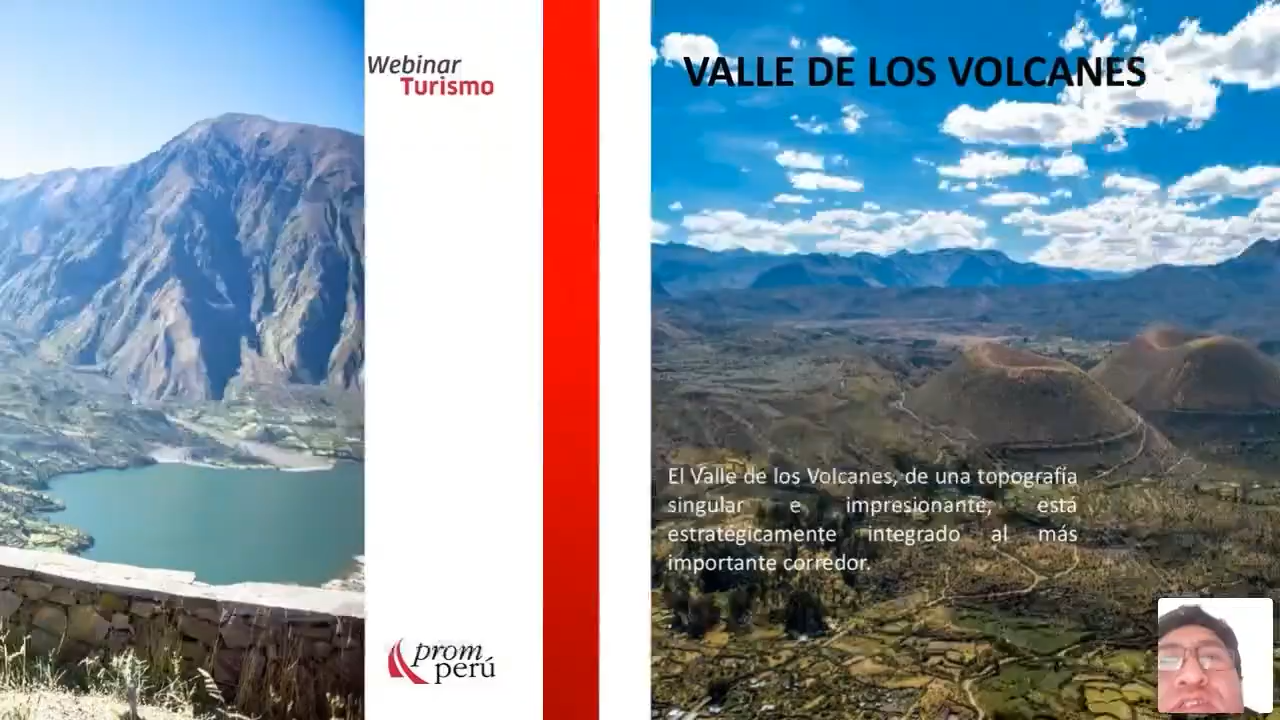 Webinar
Turismo
VALLE DE LOS VOLCANES
El Valle de los Volcanes, de una topografía
singular e impresionante, está
estratégicamente integrado al más
importante corredor.
prom
perú